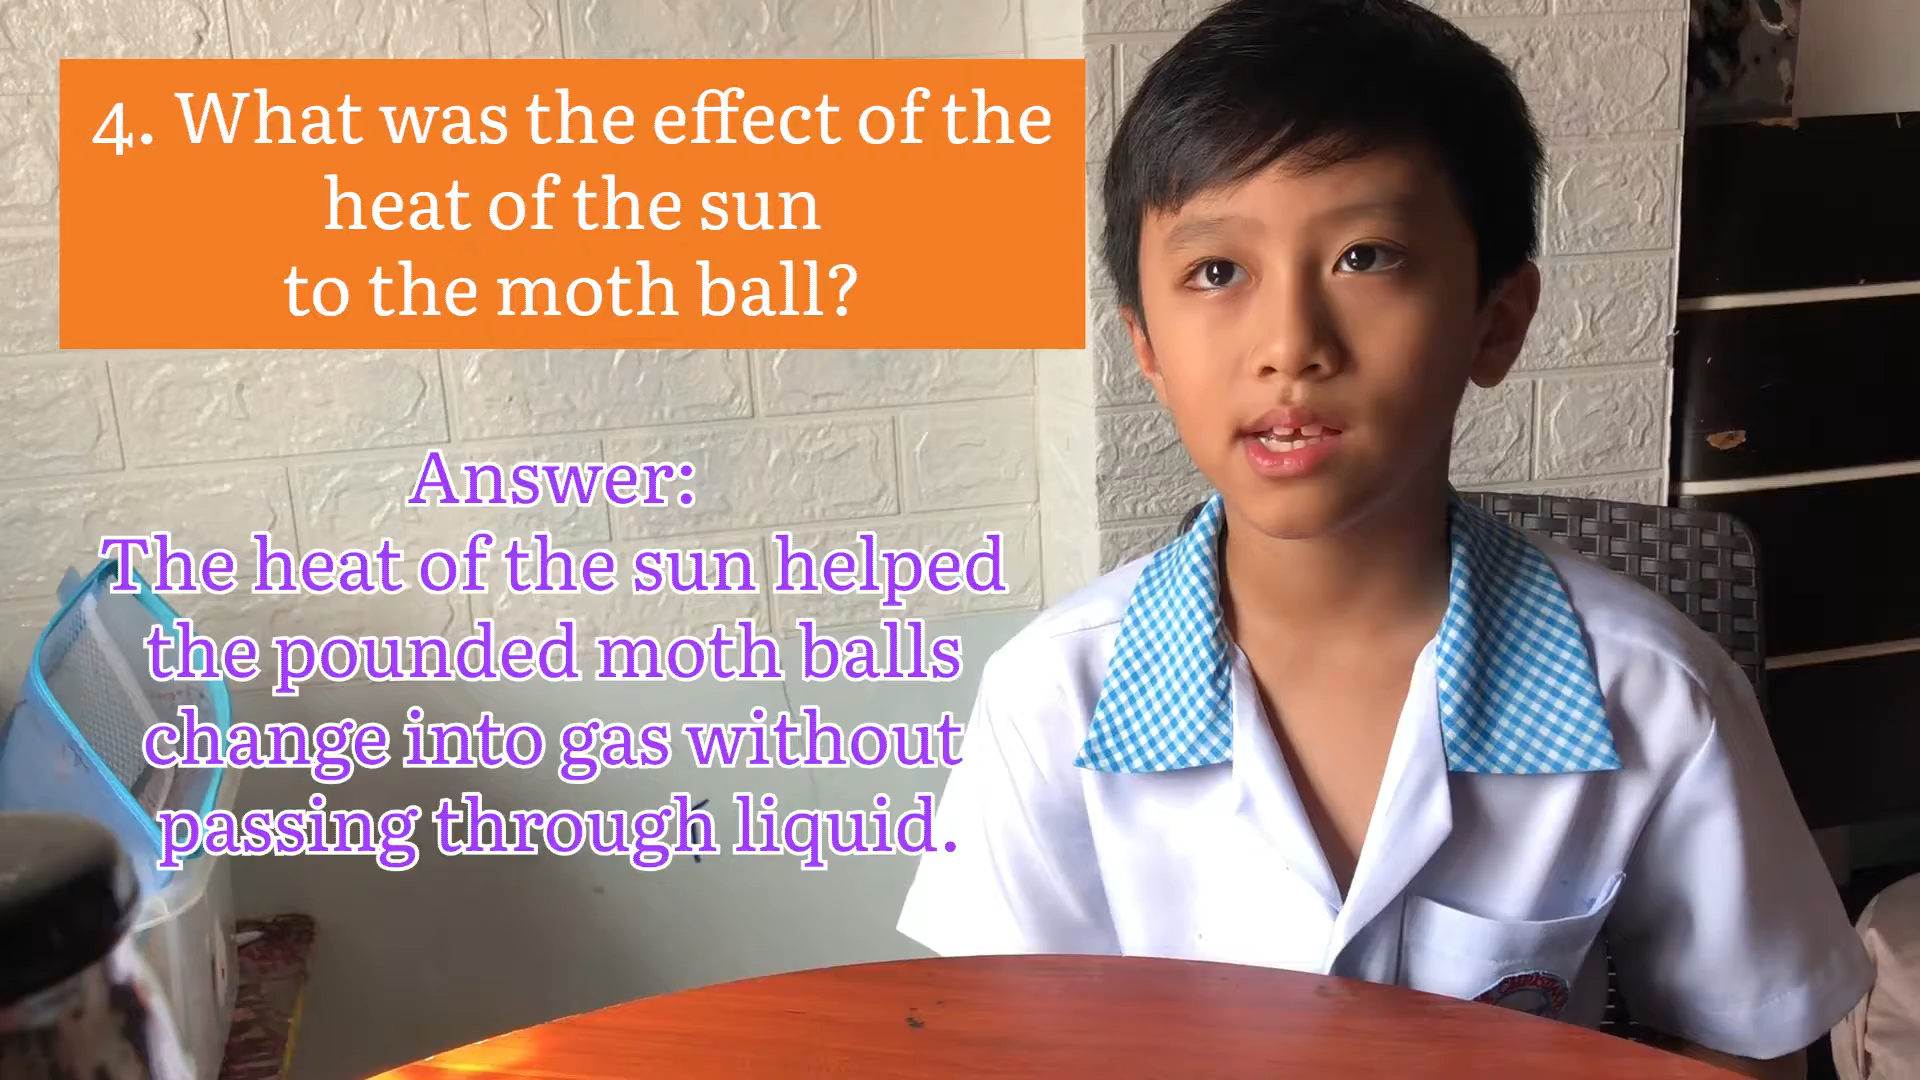 4. What was the effect of the
heat of the sun
to the moth ball?
Answer:
The heat of the sun helped
the pounded moth balls
change into gas without
passing through liquid.